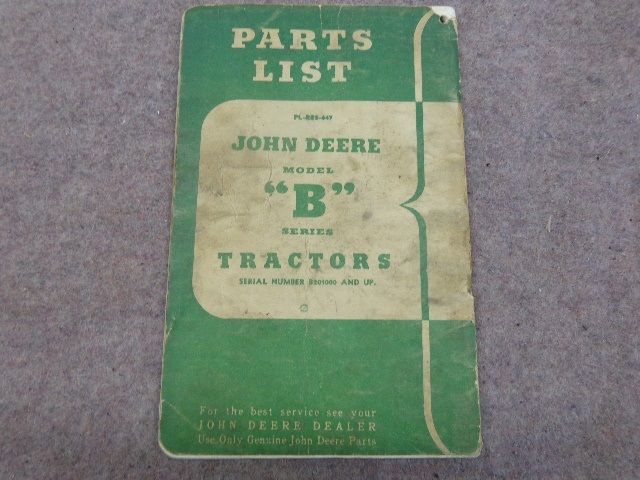 PARTS
LIST
JOHN DEERE
MODEL
"B"
SERIES
TRACTORS
SERIAL NUMBER B201000 AND UP.
For the best service see your
JOHN DEERE DEALER
Use Only Genuine John Deere Parts